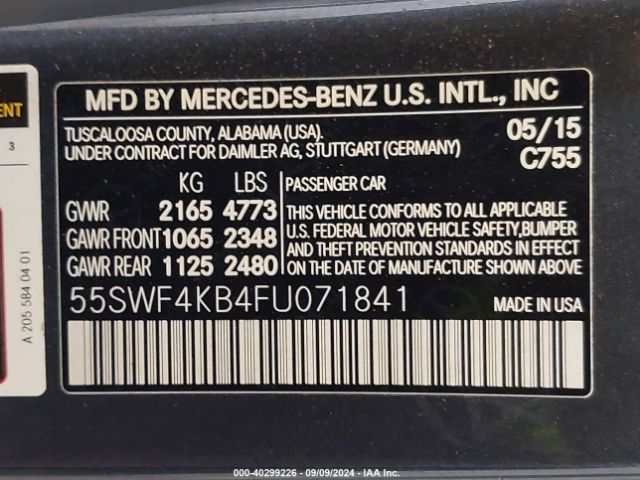 MFD BY MERCEDES-BENZ U.S. INTL., INC
TUSCALOOSA COUNTY, ALABAMA (USA). 05/15
UNDER CONTRACT FOR DAIMLER AG, STUTTGART (GERMANY) C755
KG LBS PASSENGER CAR
GVWR 2165 4773
GAWR FRONT 1065 2348
GAWR REAR 1125 2480
THIS VEHICLE CONFORMS TO ALL APPLICABLE
U.S. FEDERAL MOTOR VEHICLE SAFETY,BUMPER
AND THEFT PREVENTION STANDARDS IN EFFECT
ON THE DATE OF MANUFACTURE SHOWN ABOVE.
55SWF4KB4FU071841 MADE IN USA
3
A 205 584 04 01
000-40299226 - 09/09/2024 - IAA Inc.